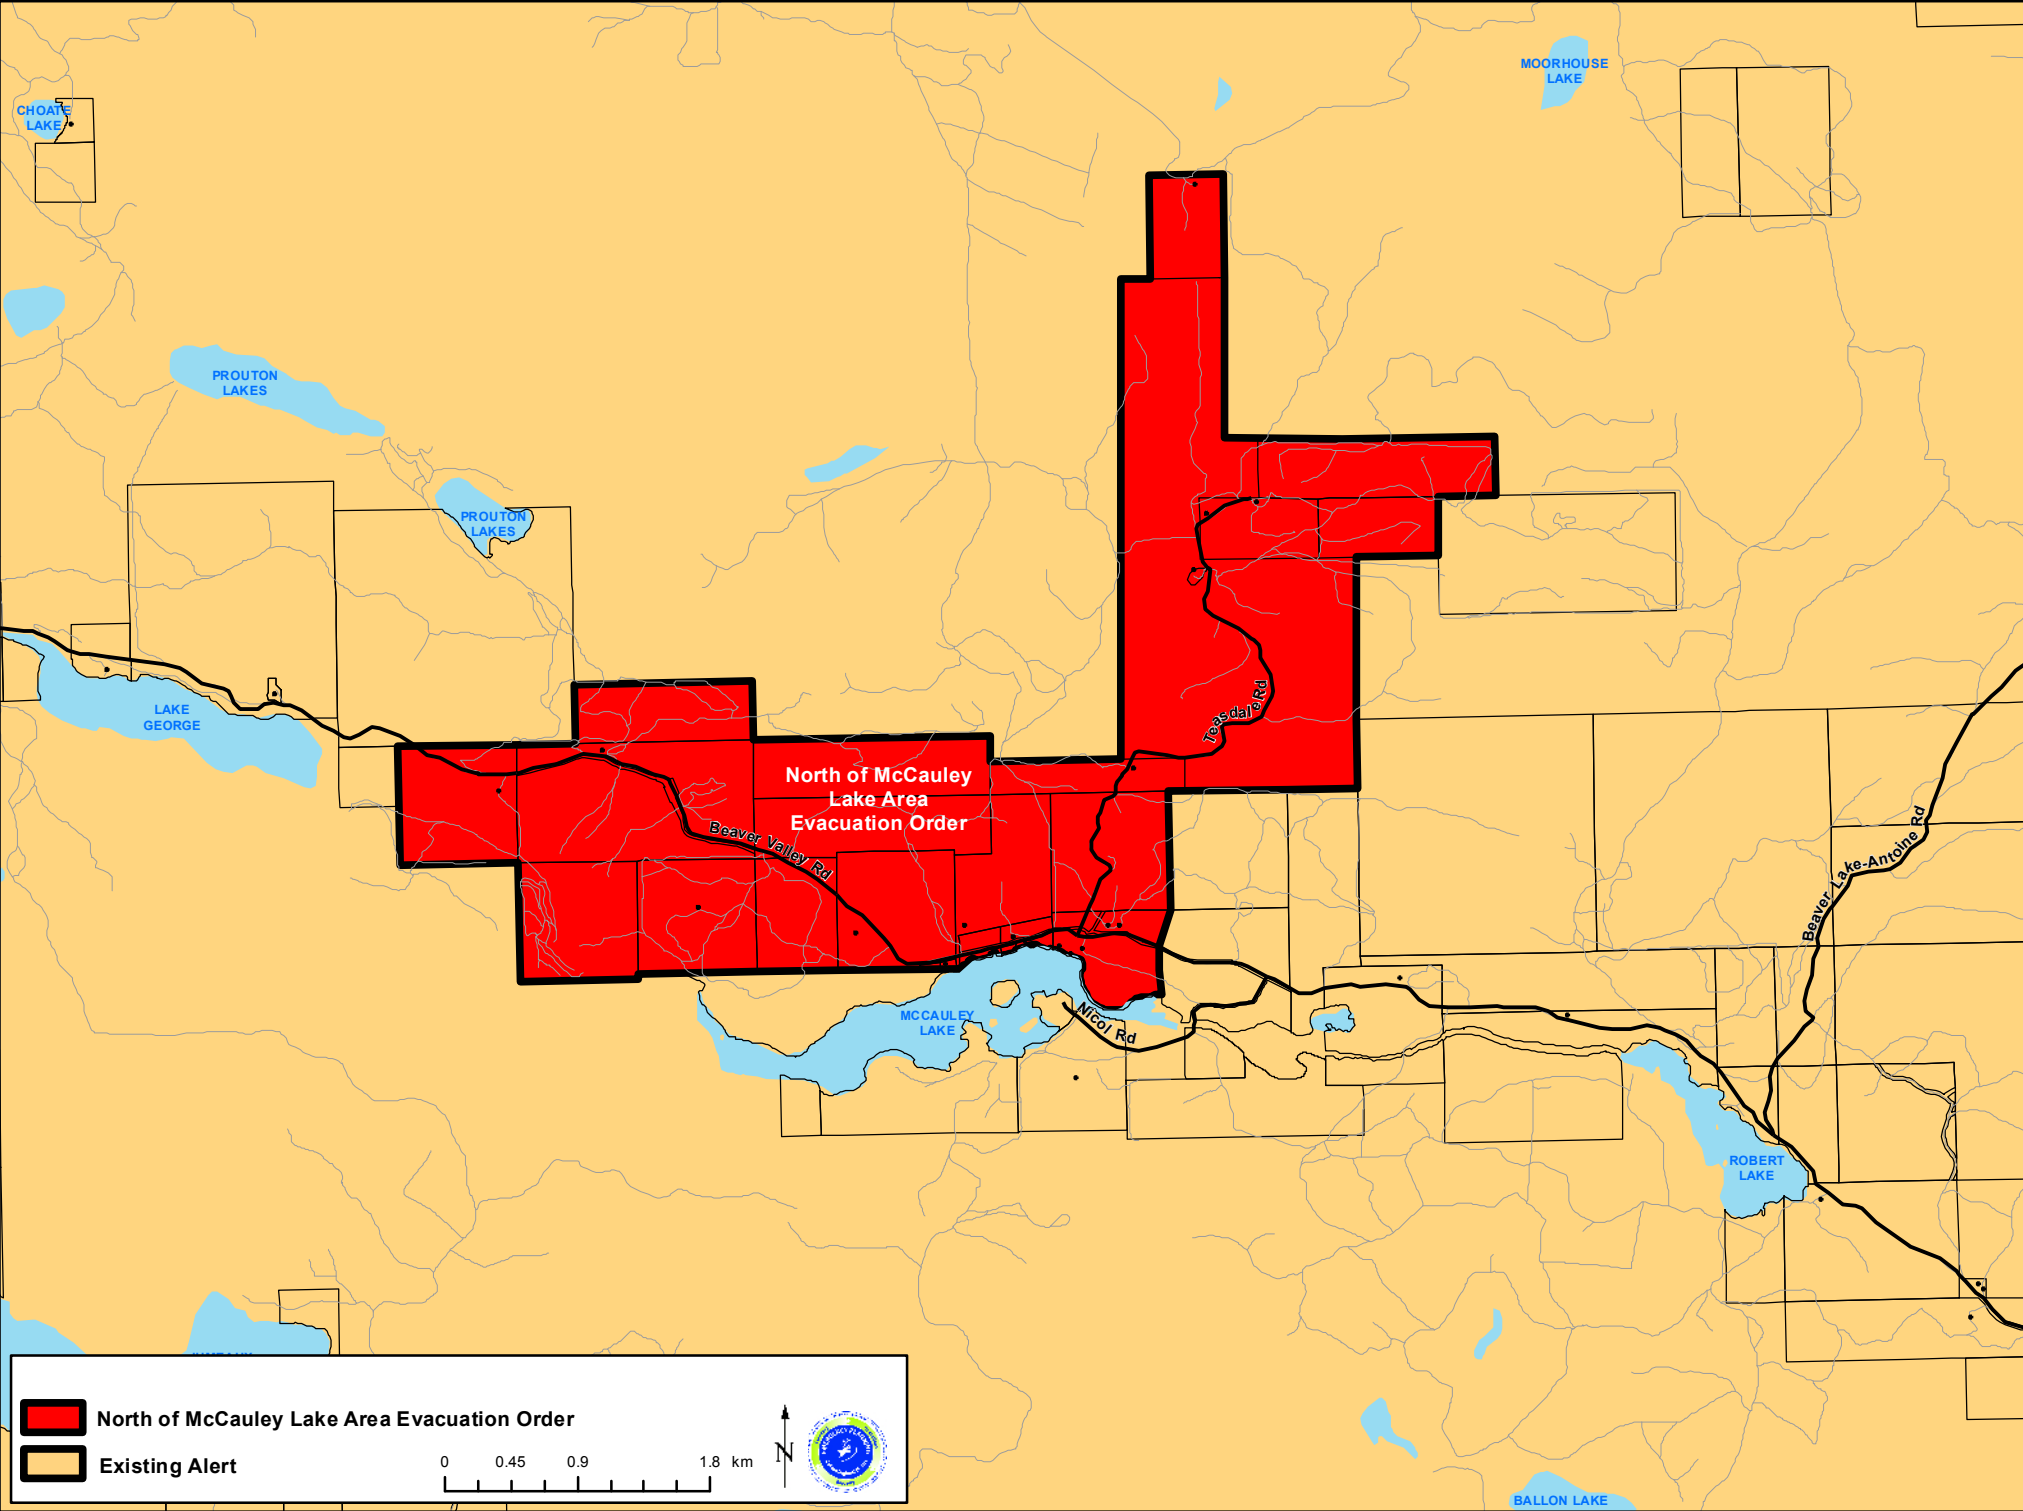 MOORHOUSE
LAKE
CHOATE
LAKE
PROUTON
LAKES
PROUTON
LAKES
LAKE
GEORGE
Teasdale Rd
North of McCauley
Lake Area
Evacuation Order
Beaver Valley Rd
Beaver Lake-Antoine Rd
MCCAULEY
LAKE
Nicol Rd
ROBERT
LAKE
North of McCauley Lake Area Evacuation Order
Existing Alert
0 0.45 0.9 1.8 km
N
BALLON LAKE